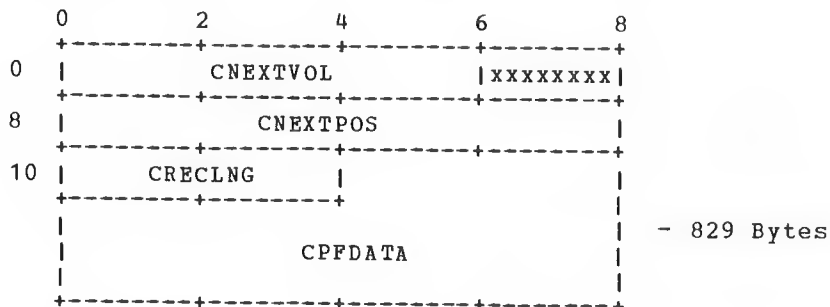 0 2 4 6 8
0 CNEXTVOL |xxxxxxxx|
8 CNEXTPOS
10 CRECLNG
- 829 Bytes
CPFDATA